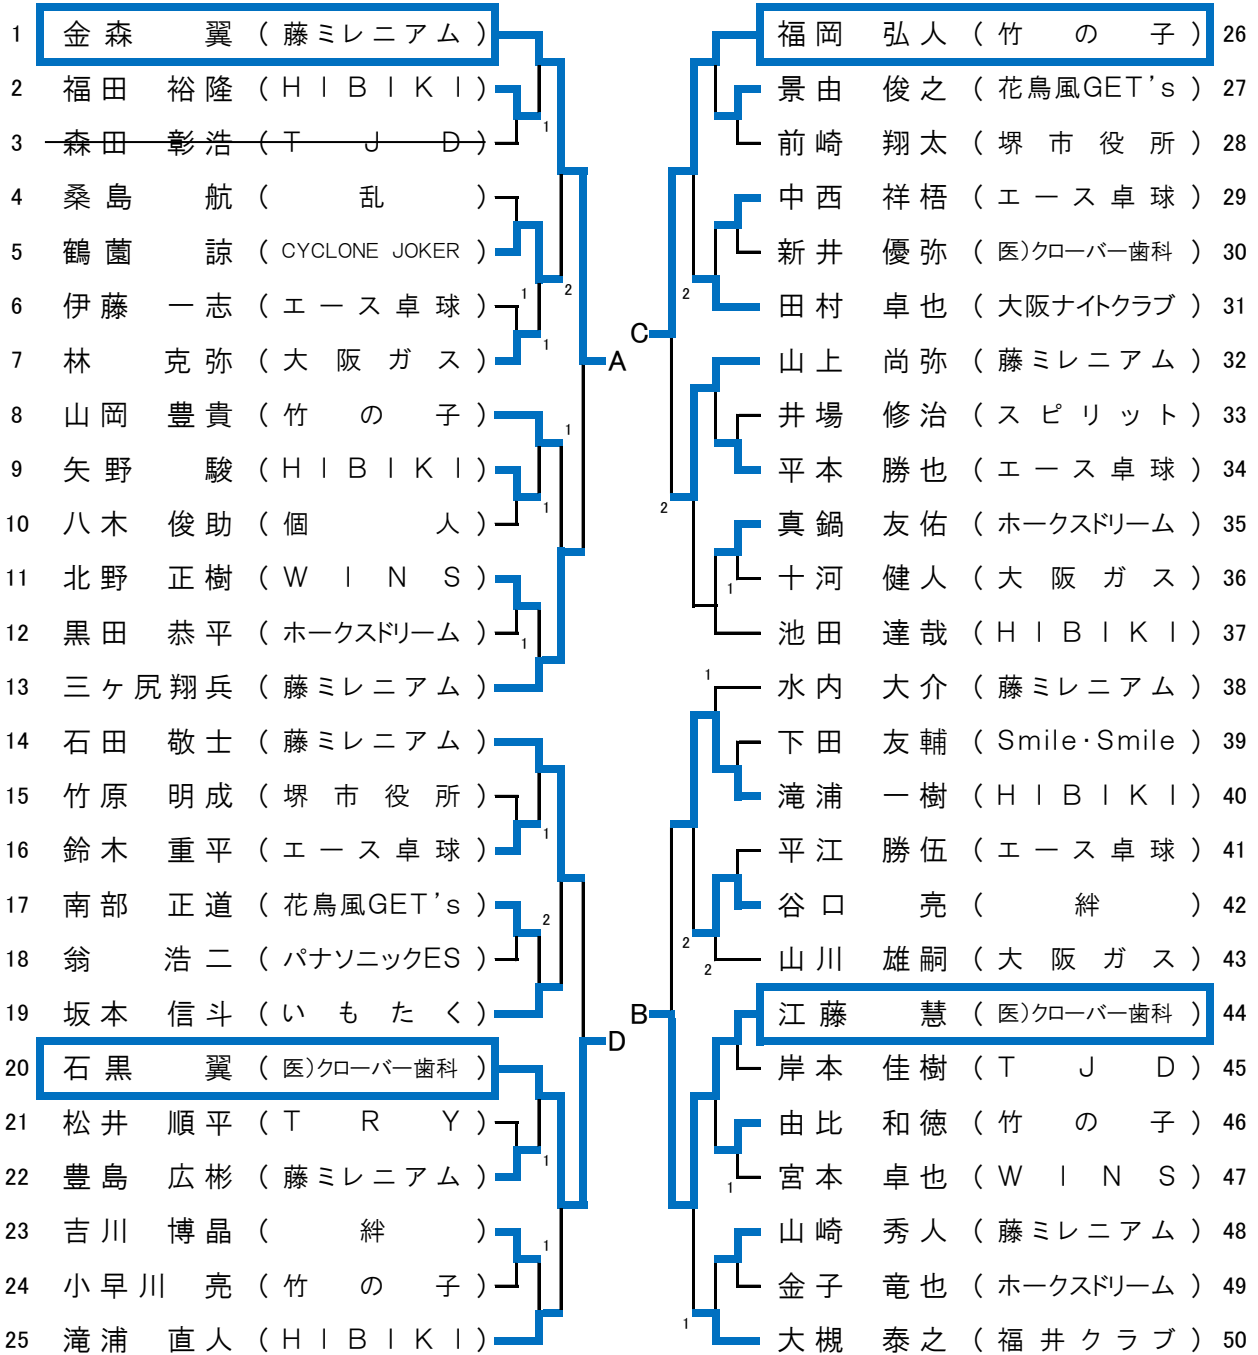 1 金森 翼 (藤ミレニアム)
2 福田 裕隆 (HIBIKI)
1
3 森田 彰浩 (TJD)
4 桑島 航 (乱)
5 鶴薗 諒 (CYCLONE JOKER)
2
6 伊藤 一志 (エース卓球)
1
1
7 林 克弥 (大阪ガス)
A
8 山岡 豊貴 (竹の子)
1
9 矢野 駿 (HIBIKI)
1
10 八木 俊助 (個人)
11 北野 正樹 (WINS)
12 黒田 恭平 (ホークスドリーム)
1
13 三ヶ尻翔兵 (藤ミレニアム)
14 石田 敬士 (藤ミレニアム)
15 竹原 明成 (堺市役所)
1
16 鈴木 重平 (エース卓球)
17 南部 正道 (花鳥風GET's)
2
18 翁 浩二 (パナソニックES)
19 坂本 信斗 (いもたく)
D
20 石黒 翼 (医)クローバー歯科)
21 松井 順平 (TRY)
1
22 豊島 広彬 (藤ミレニアム)
23 吉川 博晶 (絆)
1
24 小早川 亮 (竹の子)
25 滝浦 直人 (HIBIKI)
福岡 弘人 (竹の子) 26
景由 俊之 (花鳥風GET's) 27
前崎 翔太 (堺市役所) 28
中西 祥梧 (エース卓球) 29
新井 優弥 (医)クローバー歯科) 30
2
田村 卓也 (大阪ナイトクラブ) 31
C
山上 尚弥 (藤ミレニアム) 32
井場 修治 (スピリット) 33
平本 勝也 (エース卓球) 34
2
真鍋 友佑 (ホークスドリーム) 35
十河 健人 (大阪ガス) 36
1
池田 達哉 (HIBIKI) 37
1
水内 大介 (藤ミレニアム) 38
下田 友輔 (Smile・Smile) 39
滝浦 一樹 (HIBIKI) 40
平江 勝伍 (エース卓球) 41
谷口 亮 (絆) 42
2
2
山川 雄嗣 (大阪ガス) 43
B
江藤 慧 (医)クローバー歯科) 44
岸本 佳樹 (TJD) 45
由比 和徳 (竹の子) 46
宮本 卓也 (WINS) 47
1
山崎 秀人 (藤ミレニアム) 48
金子 竜也 (ホークスドリーム) 49
1
大槻 泰之 (福井クラブ) 50